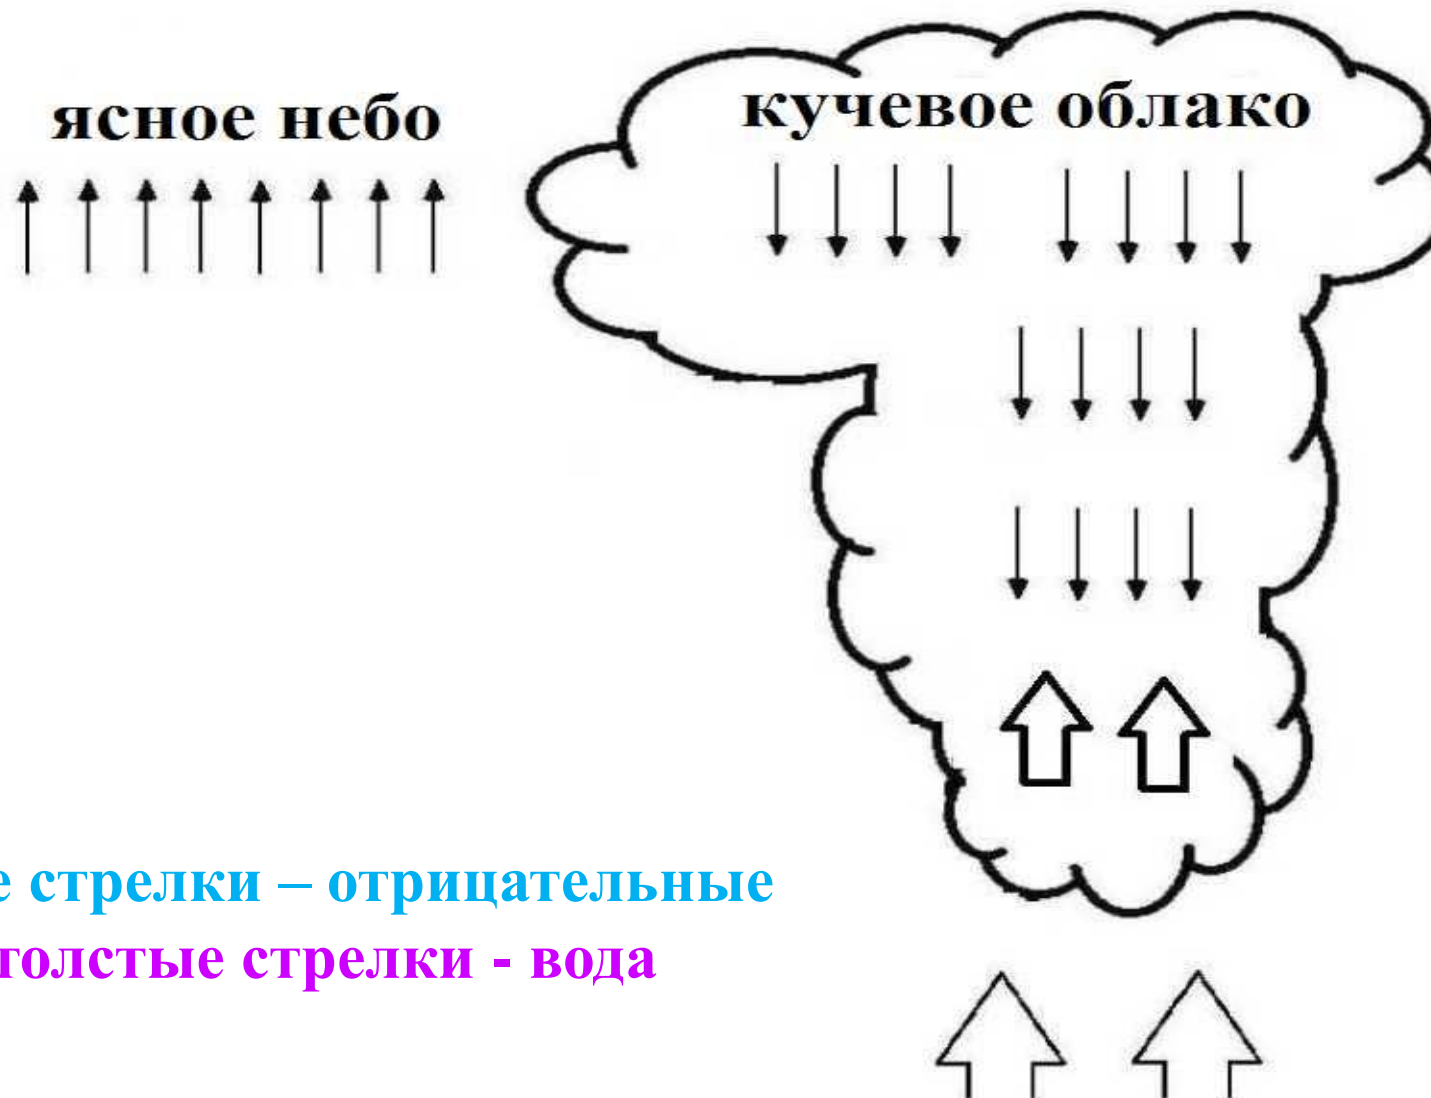 ясное небо
кучевое облако
е стрелки – отрицательные
толстые стрелки - вода